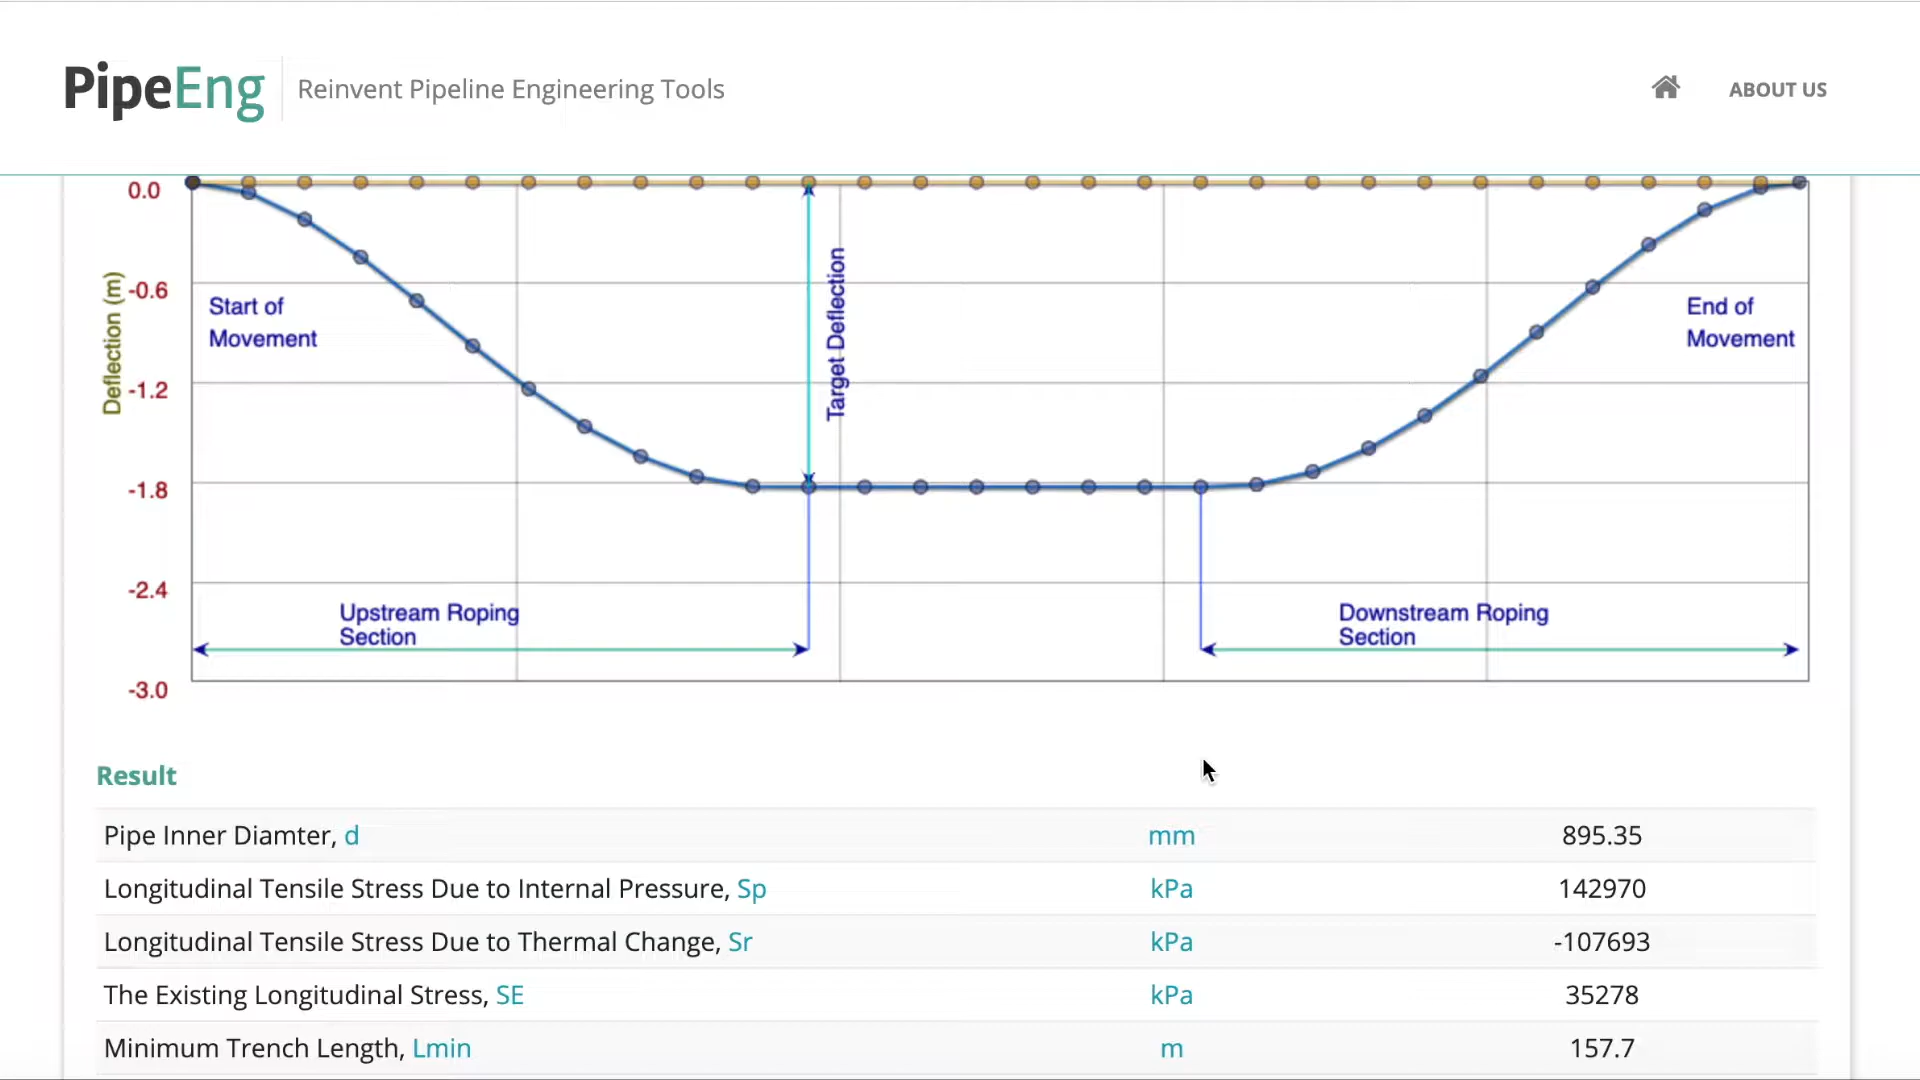 PipeEng
Reinvent Pipeline Engineering Tools
ABOUT US
0.0
-0.6
-1.2
-1.8
-2.4
-3.0
Deflection (m)
Start of
Movement
Target Deflection
End of
Movement
Upstream Roping
Section
Downstream Roping
Section
Result
Pipe Inner Diamter, d mm 895.35
Longitudinal Tensile Stress Due to Internal Pressure, Sp kPa 142970
Longitudinal Tensile Stress Due to Thermal Change, Sr kPa -107693
The Existing Longitudinal Stress, SE kPa 35278
Minimum Trench Length, Lmin m 157.7